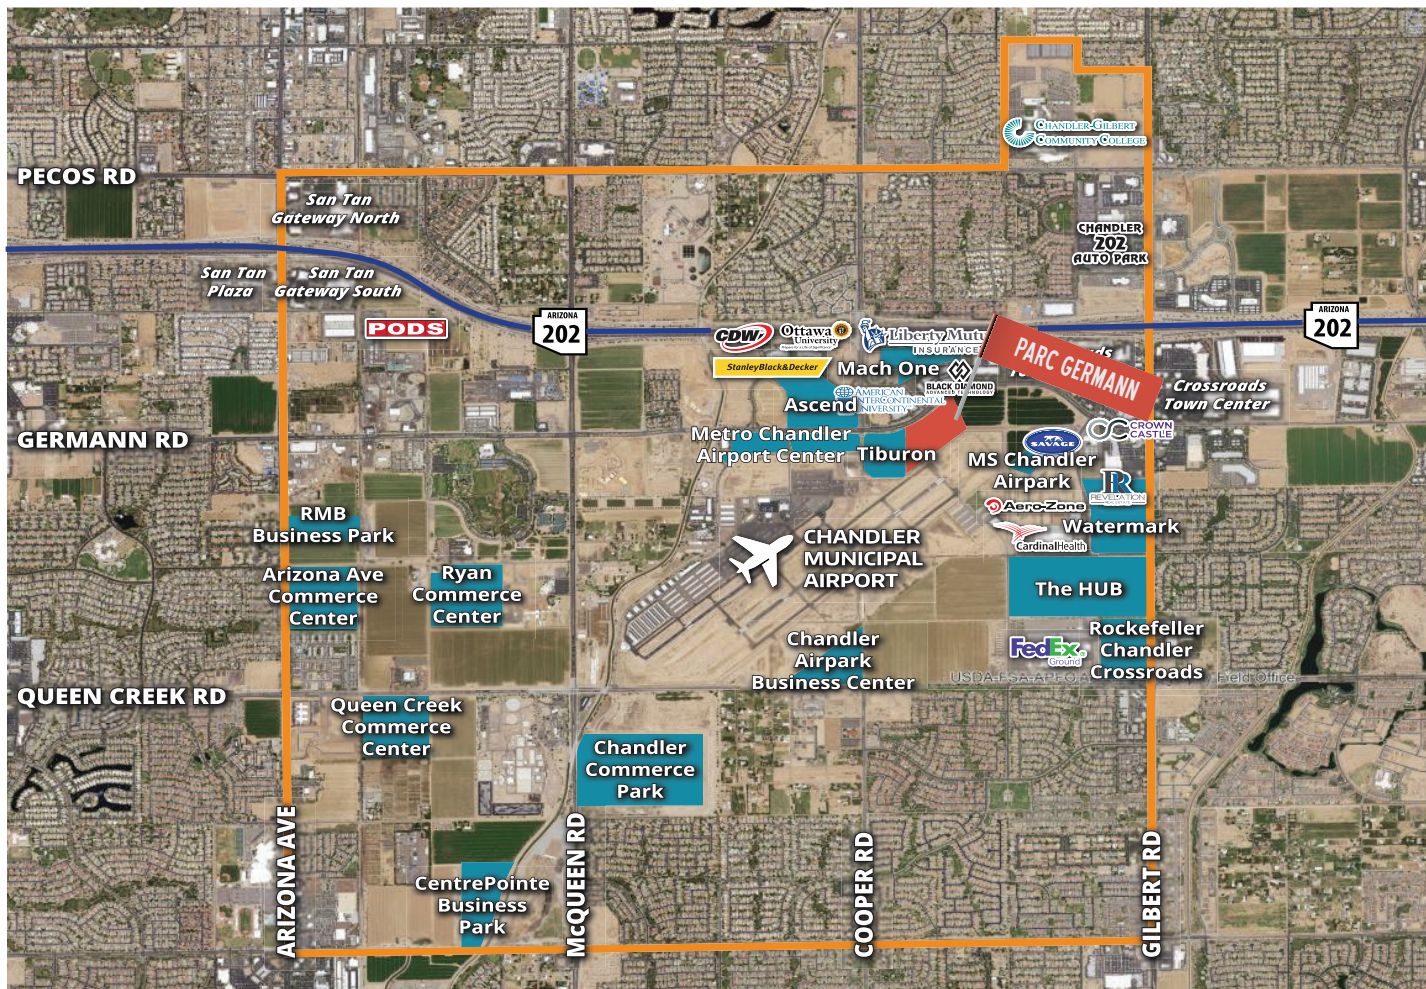 CHANDLER-GILBERT
COMMUNITY COLLEGE
PECOS RD
San Tan
Gateway North
CHANDLER
202
AUTO PARK
San Tan
Plaza
San Tan
Gateway South
ARIZONA
202
ARIZONA
202
PODS
CDW
Ottawa
University
Liberty Mutu
INSURANCE
PARC GERMANN
StanleyBlack&Decker
Mach One
BLACK DIAMOND
ADVANCED TECHNOLOGY
Crossroads
Town Center
AMERICAN
INTERCONTINENTAL
UNIVERSITY
Ascend
GERMANN RD
Metro Chandler
Airport Center
Tiburon
SAVAGE
CROWN
CASTLE
MS Chandler
Airpark
R
REVELATION
REAL ESTATE
Aero-Zone
CardinalHealth
Watermark
RMB
Business Park
CHANDLER
MUNICIPAL
AIRPORT
Arizona Ave
Commerce
Center
Ryan
Commerce
Center
The HUB
Chandler
Airpark
Business Center
FedEx
Ground
Rockefeller
Chandler
Crossroads
USDA-FSA-APFO A
Field Office
QUEEN CREEK RD
Queen Creek
Commerce
Center
Chandler
Commerce
Park
CentrePointe
Business
Park
ARIZONA AVE
McQUEEN RD
COOPER RD
GILBERT RD